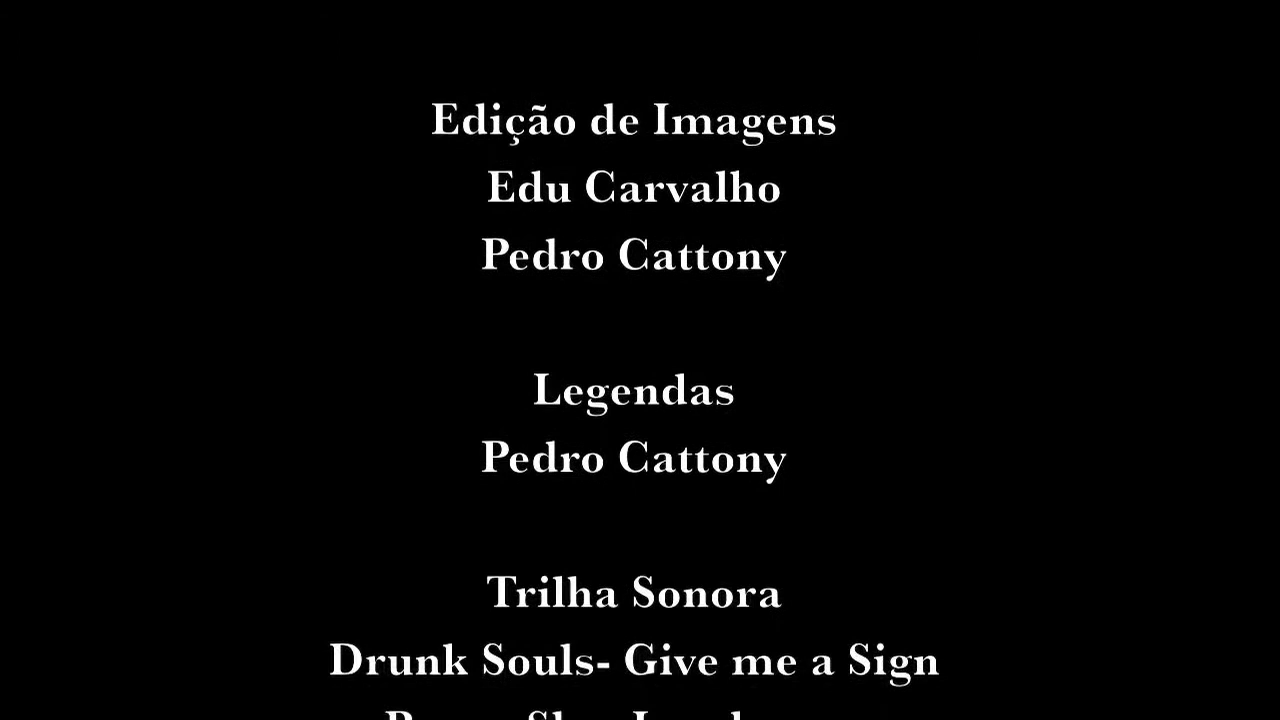 Edição de Imagens
Edu Carvalho
Pedro Cattony
Legendas
Pedro Cattony
Trilha Sonora
Drunk Souls- Give me a Sign